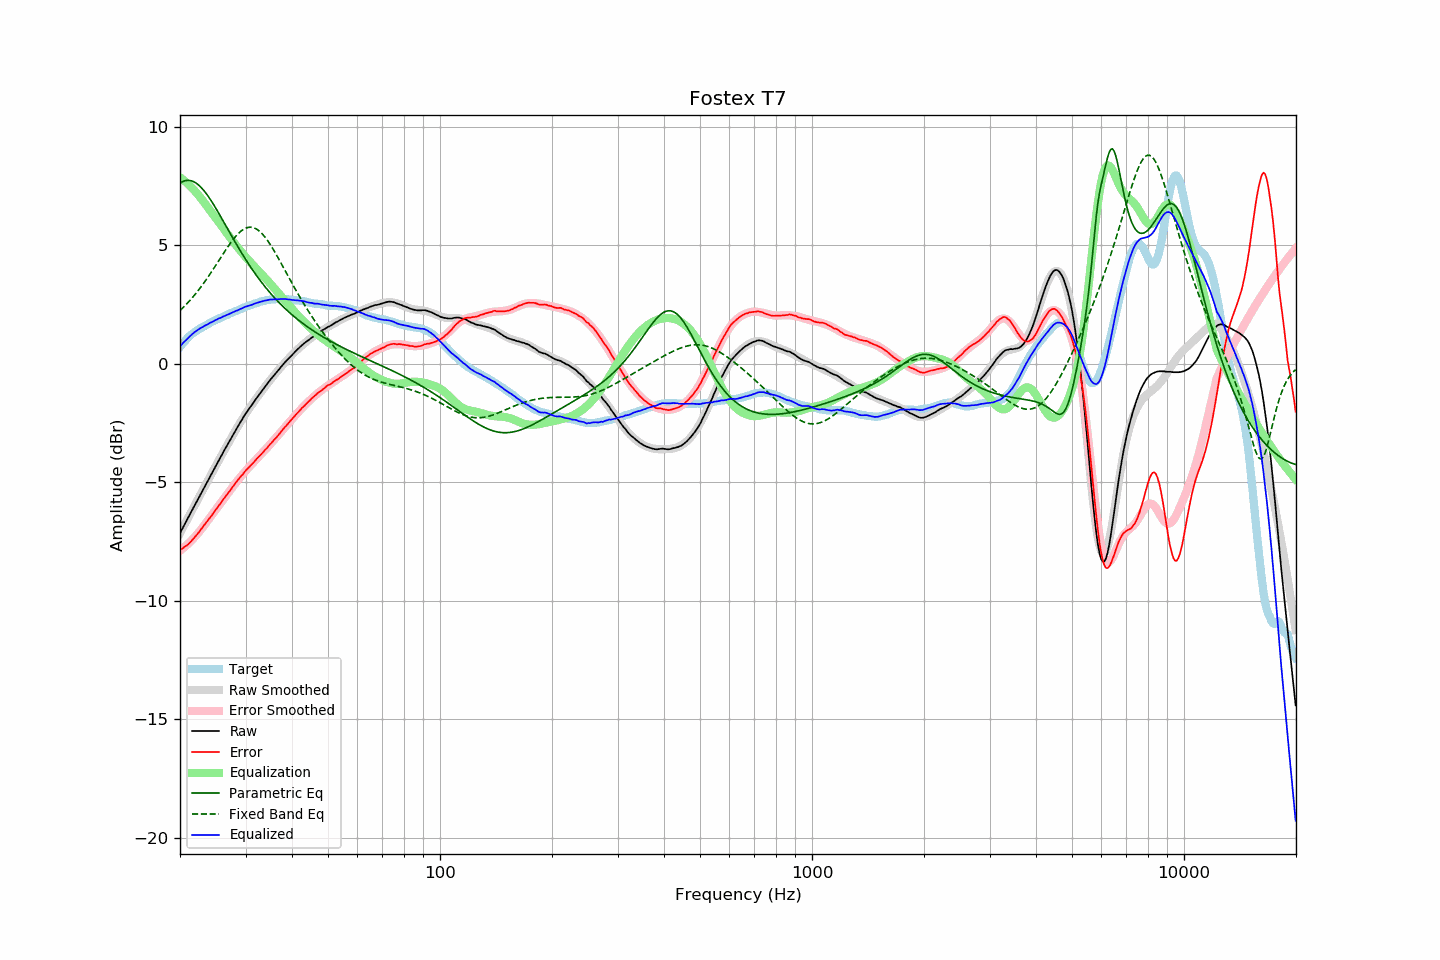 Fostex T7
10
5
0
−5
−10
−15
−20
Amplitude (dBr)
Target
Raw Smoothed
Error Smoothed
Raw
Error
Equalization
Parametric Eq
Fixed Band Eq
Equalized
100
1000
10000
Frequency (Hz)